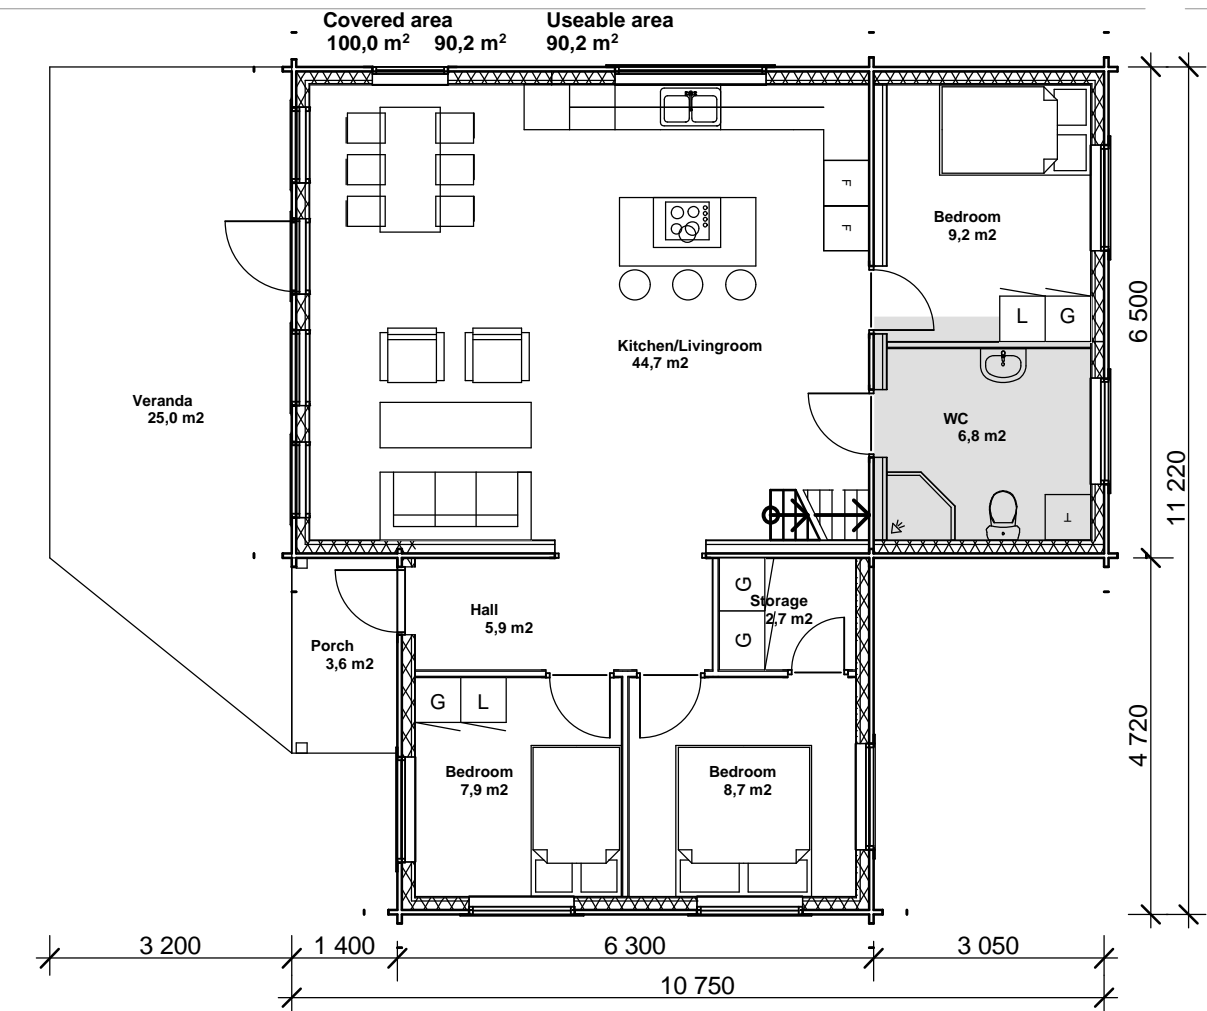 Covered area Useable area
100,0 m² 90,2 m² 90,2 m²
F
F
Bedroom
9,2 m2
L G
Kitchen/Livingroom
44,7 m2
Veranda
25,0 m2
WC
6,8 m2
T
6 500
11 220
4 720
Hall
5,9 m2
G
G
Storage
2,7 m2
Porch
3,6 m2
G L
Bedroom
7,9 m2
Bedroom
8,7 m2
3 200 1 400 6 300 3 050
10 750